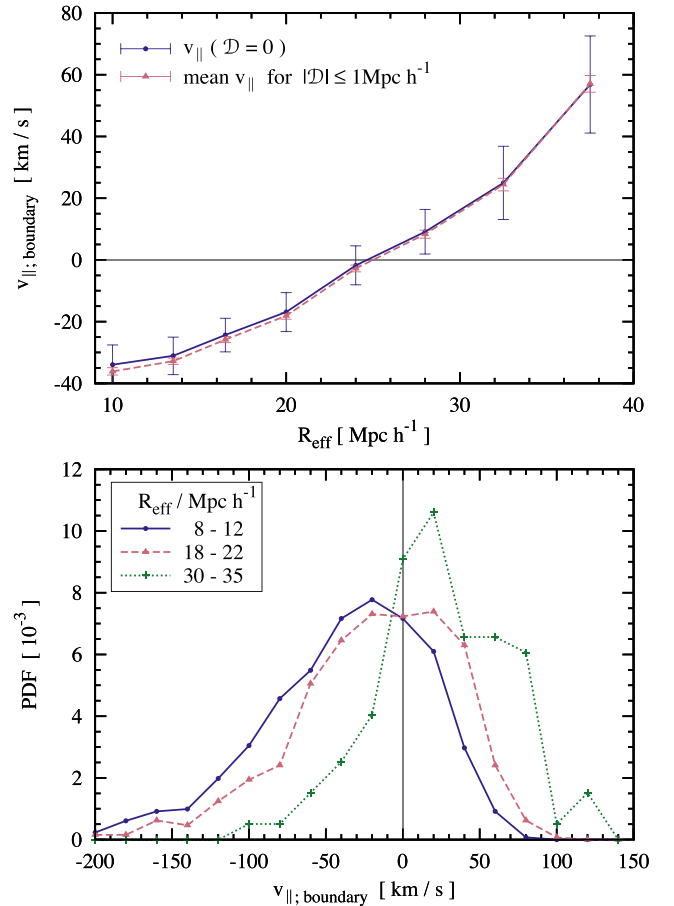 80
60
40
20
0
-20
-40
v∥; boundary [ km / s ]
v∥ ( 𝒟 = 0 )
mean v∥ for |𝒟| ≤ 1Mpc h⁻¹
10 20 30 40
R_eff [ Mpc h⁻¹ ]
12
10
8
6
4
2
0
PDF [ 10⁻³ ]
R_eff / Mpc h⁻¹
8 - 12
18 - 22
30 - 35
-200 -150 -100 -50 0 50 100 150
v∥; boundary [ km / s ]